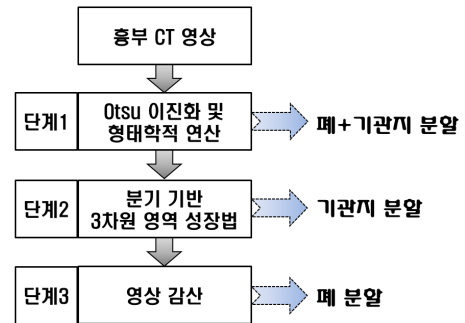 흉부 CT 영상
단계1
Otsu 이진화 및
형태학적 연산
폐+기관지 분할
단계2
분기 기반
3차원 영역 성장법
기관지 분할
단계3
영상 감산
폐 분할